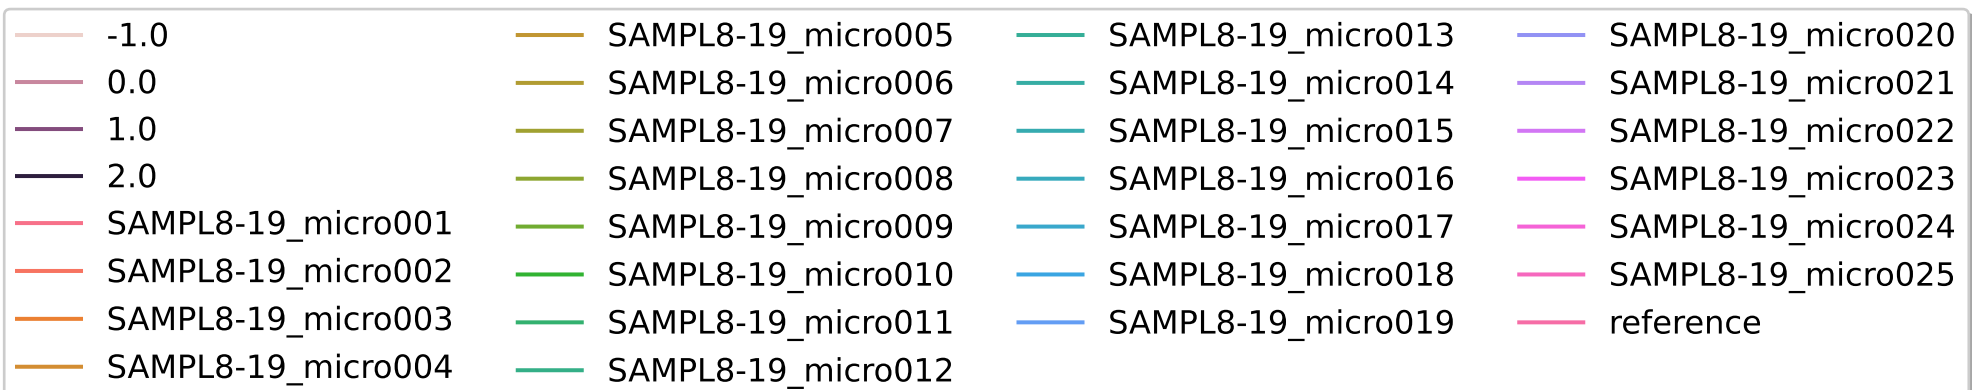 -1.0
0.0
1.0
2.0
SAMPL8-19_micro001
SAMPL8-19_micro002
SAMPL8-19_micro003
SAMPL8-19_micro004
SAMPL8-19_micro005
SAMPL8-19_micro006
SAMPL8-19_micro007
SAMPL8-19_micro008
SAMPL8-19_micro009
SAMPL8-19_micro010
SAMPL8-19_micro011
SAMPL8-19_micro012
SAMPL8-19_micro013
SAMPL8-19_micro014
SAMPL8-19_micro015
SAMPL8-19_micro016
SAMPL8-19_micro017
SAMPL8-19_micro018
SAMPL8-19_micro019
SAMPL8-19_micro020
SAMPL8-19_micro021
SAMPL8-19_micro022
SAMPL8-19_micro023
SAMPL8-19_micro024
SAMPL8-19_micro025
reference